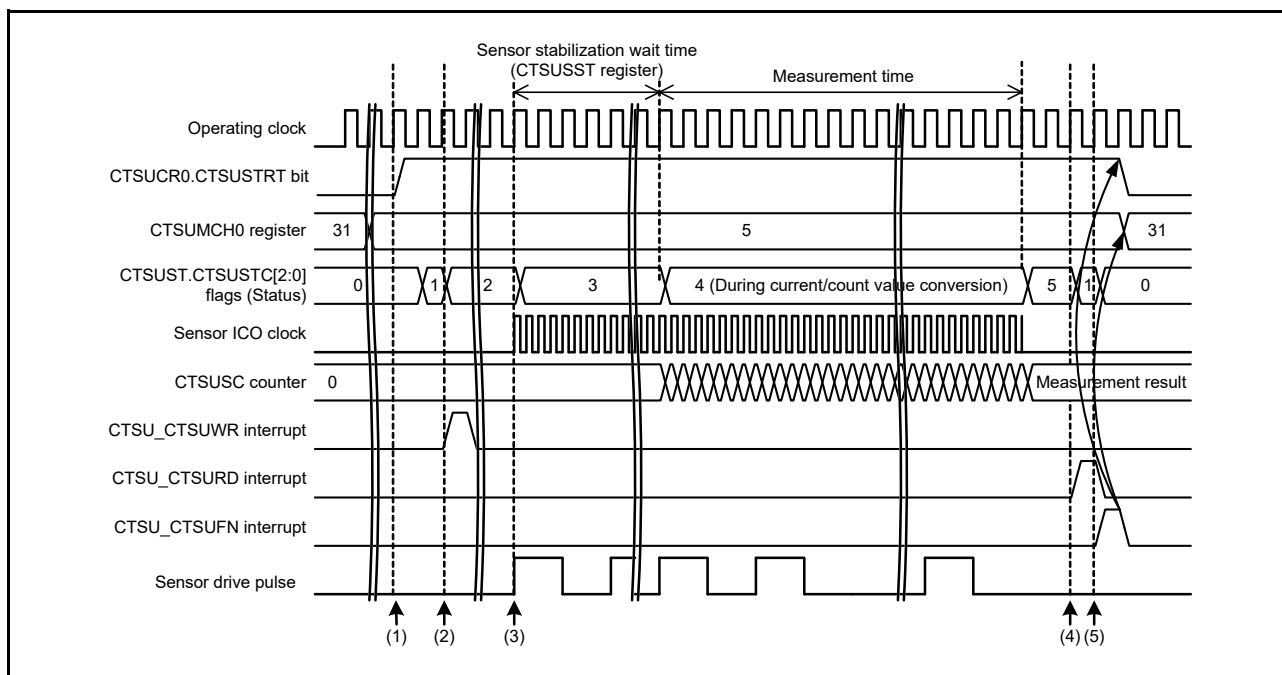 Sensor stabilization wait time
(CTSUSST register)
Measurement time
Operating clock
CTSUCR0.CTSUSTRT bit
CTSUMCH0 register
31
5
31
CTSUST.CTSUSTC[2:0]
flags (Status)
0
1
2
3
4 (During current/count value conversion)
5
1
0
Sensor ICO clock
CTSUSC counter
0
Measurement result
CTSU_CTSUWR interrupt
CTSU_CTSURD interrupt
CTSU_CTSUFN interrupt
Sensor drive pulse
(1)
(2)
(3)
(4)
(5)